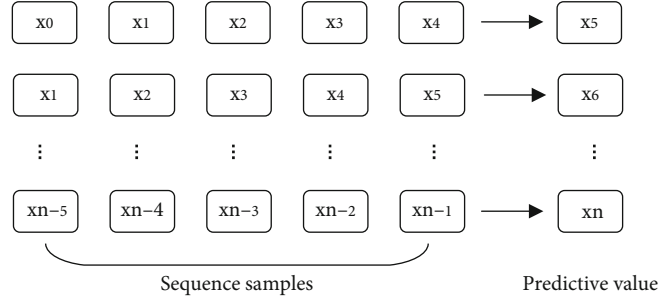 x0 x1 x2 x3 x4 x5
x1 x2 x3 x4 x5 x6
⋮ ⋮ ⋮ ⋮ ⋮ ⋮
xn−5 xn−4 xn−3 xn−2 xn−1 xn
Sequence samples Predictive value